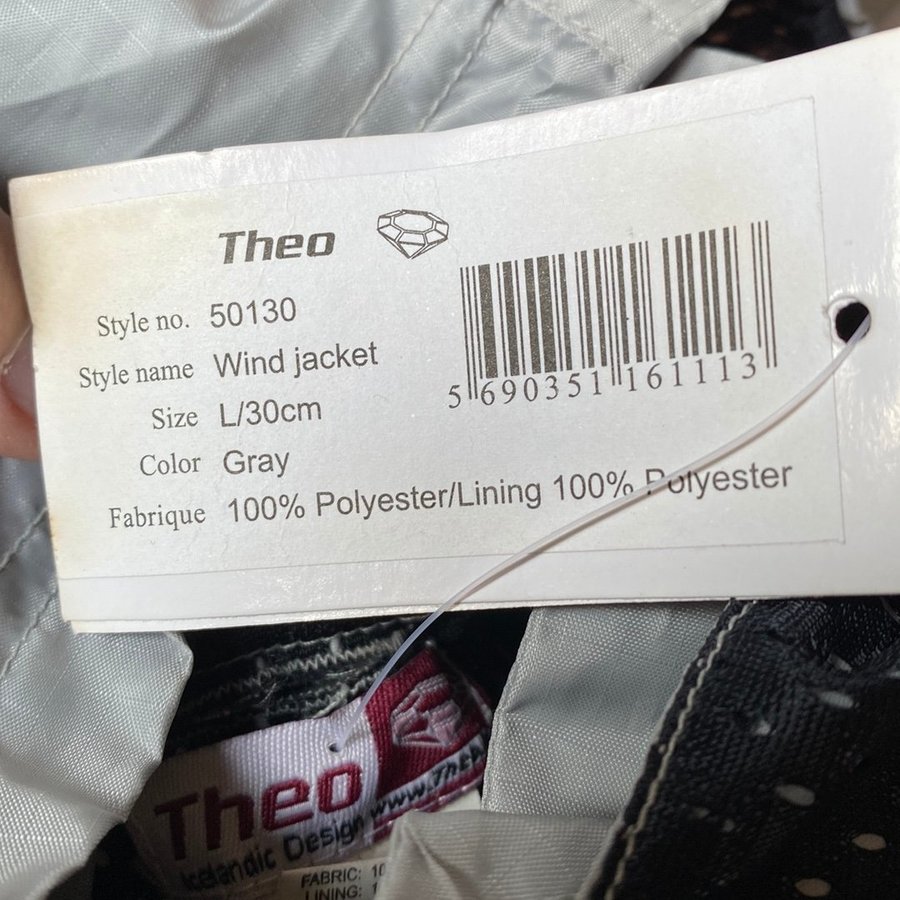 Theo
Style no. 50130
Style name Wind jacket
Size L/30cm
Color Gray
Fabrique 100% Polyester/Lining 100% Polyester
5 690351 161113
Theo
Icelandic Design
FABRIC:
LINING: